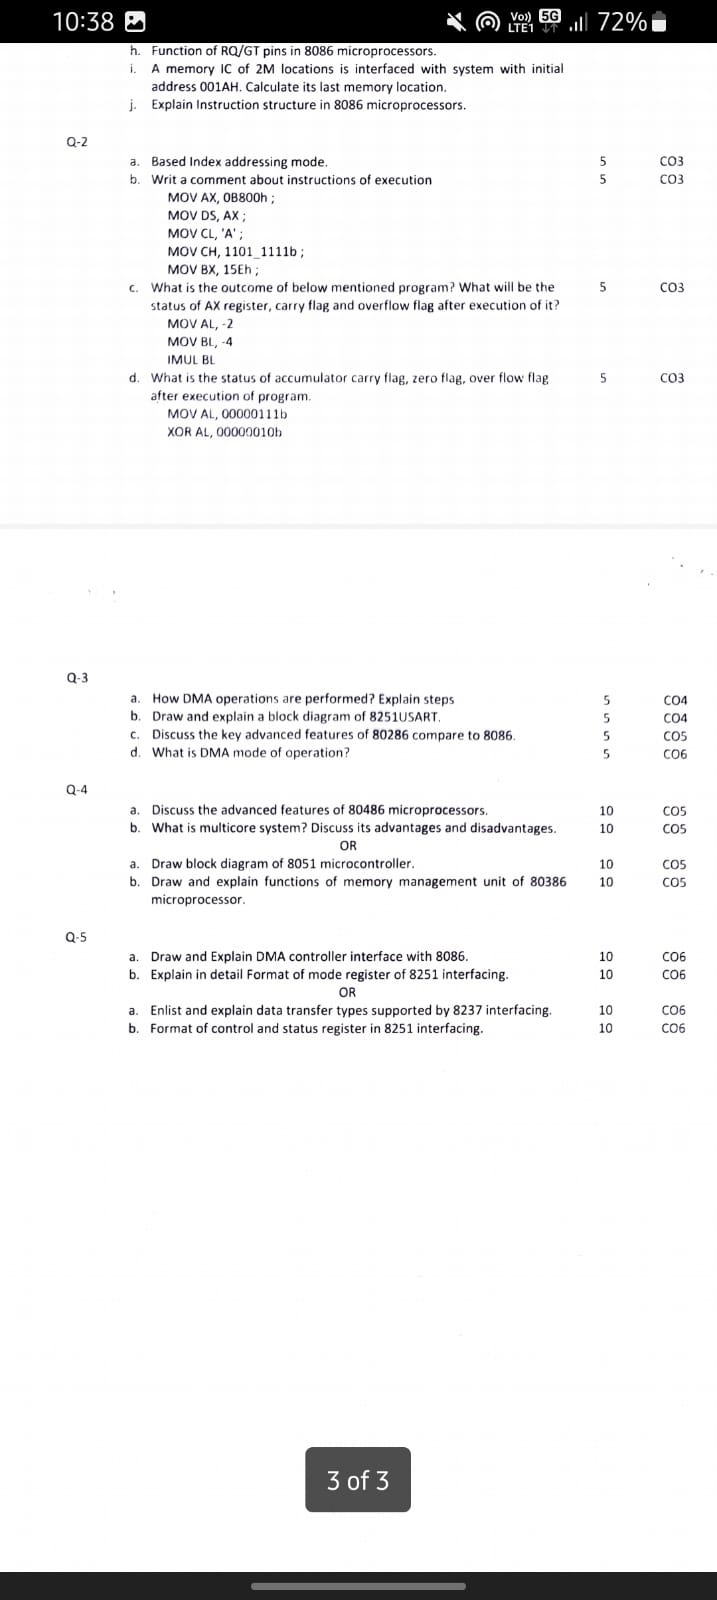 10:38
Vo)) LTE1 5G 72%
h. Function of RQ/GT pins in 8086 microprocessors.
i. A memory IC of 2M locations is interfaced with system with initial
address 001AH. Calculate its last memory location.
j. Explain Instruction structure in 8086 microprocessors.
Q-2
a. Based Index addressing mode. 5 CO3
b. Writ a comment about instructions of execution 5 CO3
MOV AX, 0B800h ;
MOV DS, AX ;
MOV CL, 'A' ;
MOV CH, 1101_1111b ;
MOV BX, 15Eh ;
c. What is the outcome of below mentioned program? What will be the 5 CO3
status of AX register, carry flag and overflow flag after execution of it?
MOV AL, -2
MOV BL, -4
IMUL BL
d. What is the status of accumulator carry flag, zero flag, over flow flag 5 CO3
after execution of program.
MOV AL, 00000111b
XOR AL, 00000010b
Q-3
a. How DMA operations are performed? Explain steps 5 CO4
b. Draw and explain a block diagram of 8251USART. 5 CO4
c. Discuss the key advanced features of 80286 compare to 8086. 5 CO5
d. What is DMA mode of operation? 5 CO6
Q-4
a. Discuss the advanced features of 80486 microprocessors. 10 CO5
b. What is multicore system? Discuss its advantages and disadvantages. 10 CO5
OR
a. Draw block diagram of 8051 microcontroller. 10 CO5
b. Draw and explain functions of memory management unit of 80386 10 CO5
microprocessor.
Q-5
a. Draw and Explain DMA controller interface with 8086. 10 CO6
b. Explain in detail Format of mode register of 8251 interfacing. 10 CO6
OR
a. Enlist and explain data transfer types supported by 8237 interfacing. 10 CO6
b. Format of control and status register in 8251 interfacing. 10 CO6
3 of 3